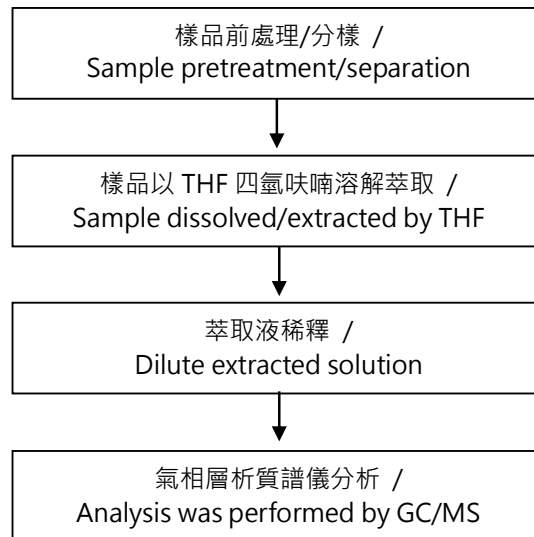 樣品前處理/分樣 /
Sample pretreatment/separation
樣品以 THF 四氫呋喃溶解萃取 /
Sample dissolved/extracted by THF
萃取液稀釋 /
Dilute extracted solution
氣相層析質譜儀分析 /
Analysis was performed by GC/MS